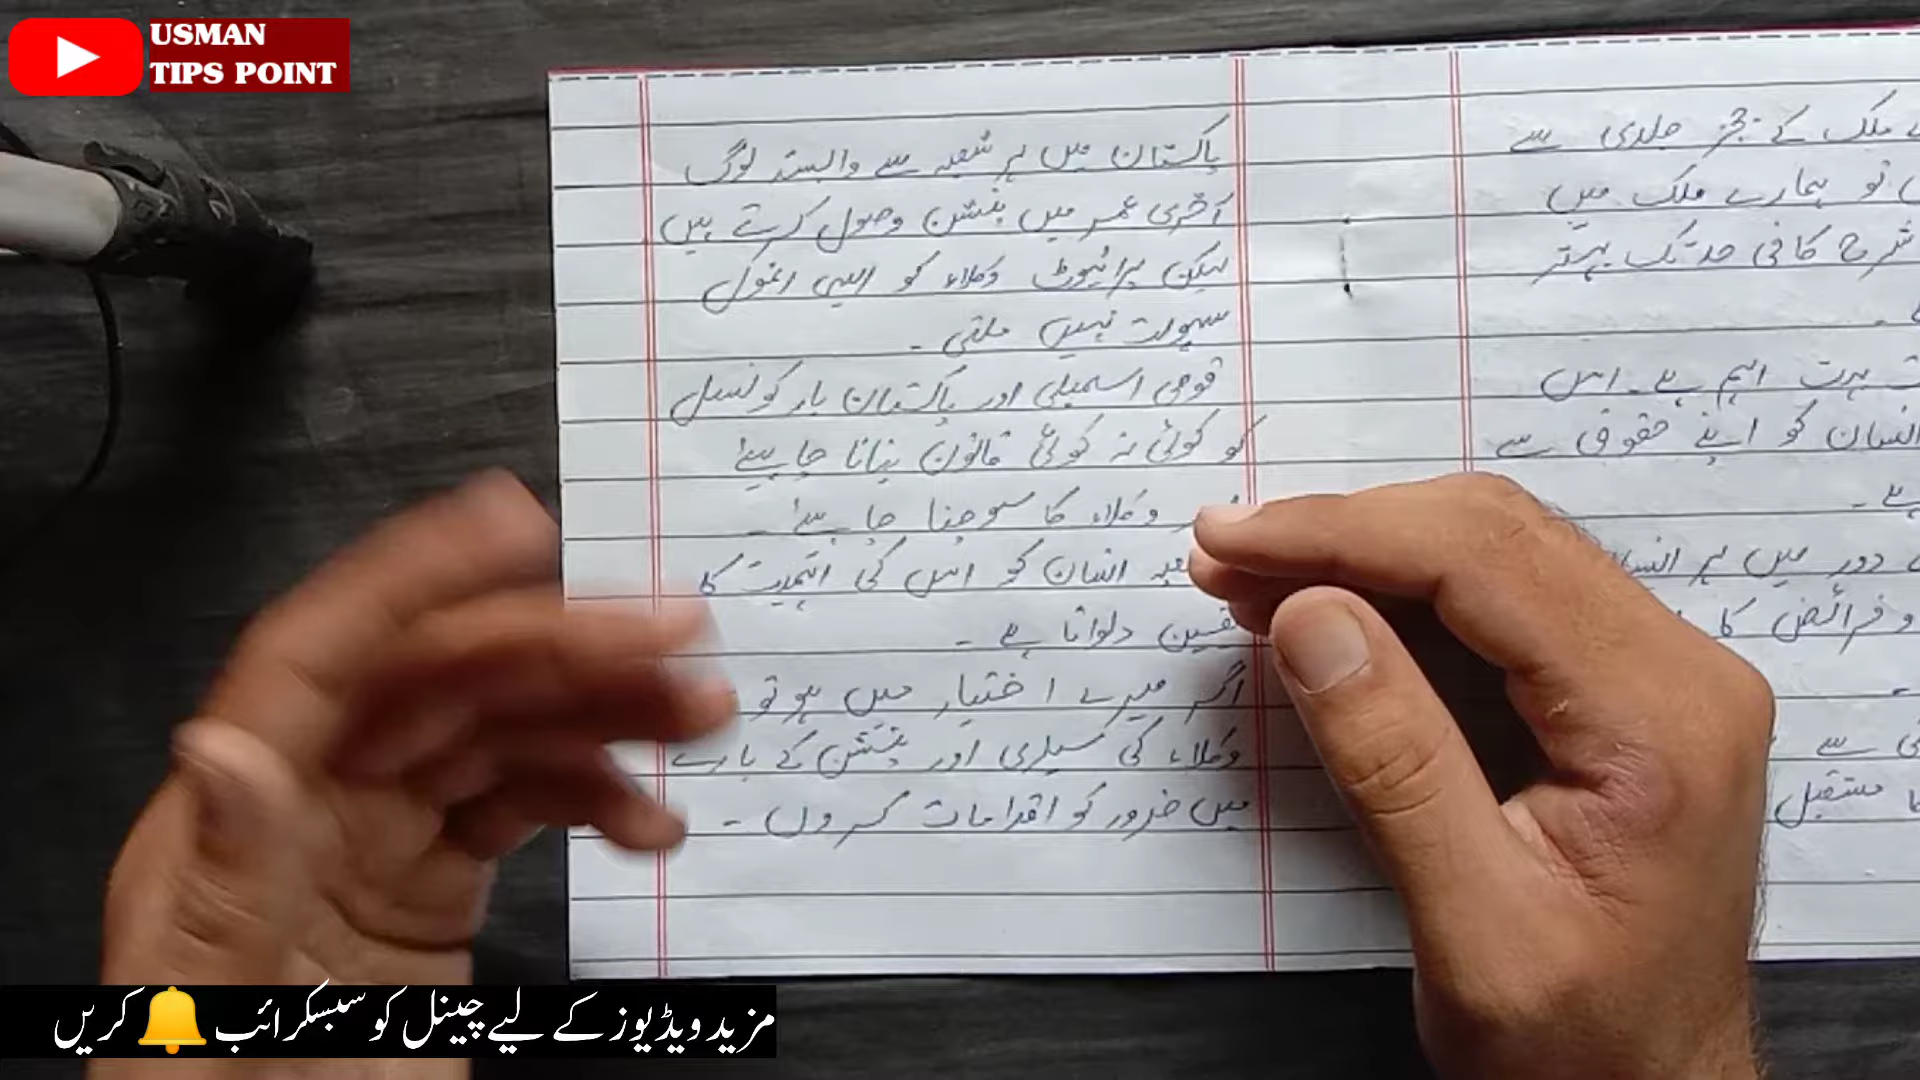 USMAN
TIPS POINT
پاکستان میں ہر شعبہ سے وابستہ لوگ
آخری عمر میں پنشن وصول کرتے ہیں
لیکن پرائیوٹ وکلاء کو ایسی
سہولت نہیں ملتی ۔
قومی اسمبلی اور پاکستان بار کونسل
کو کوئی نہ کوئی قانون بنانا چاہیئے
وکلاء کا سوچنا چاہیئے ۔
انسان کو اس کی اہمیت کا
دلواتا ہے ۔
اگر میرے اختیار میں ہو تو
وکلاء کی سیلری اور پنشن کے بارے
میں ضرور کو اقدامات کروں ۔
ملک کے ججز جلدی سے
تو ہمارے ملک میں
شرح کافی حد تک بہتر
بہت اہم ہے ۔ اس
انسان کو اپنے حقوق سے
ہے ۔
دور میں ہر
و فرائض کا
سے
مستقبل
مزید ویڈیوز کے لیے چینل کو سبسکرائب کریں